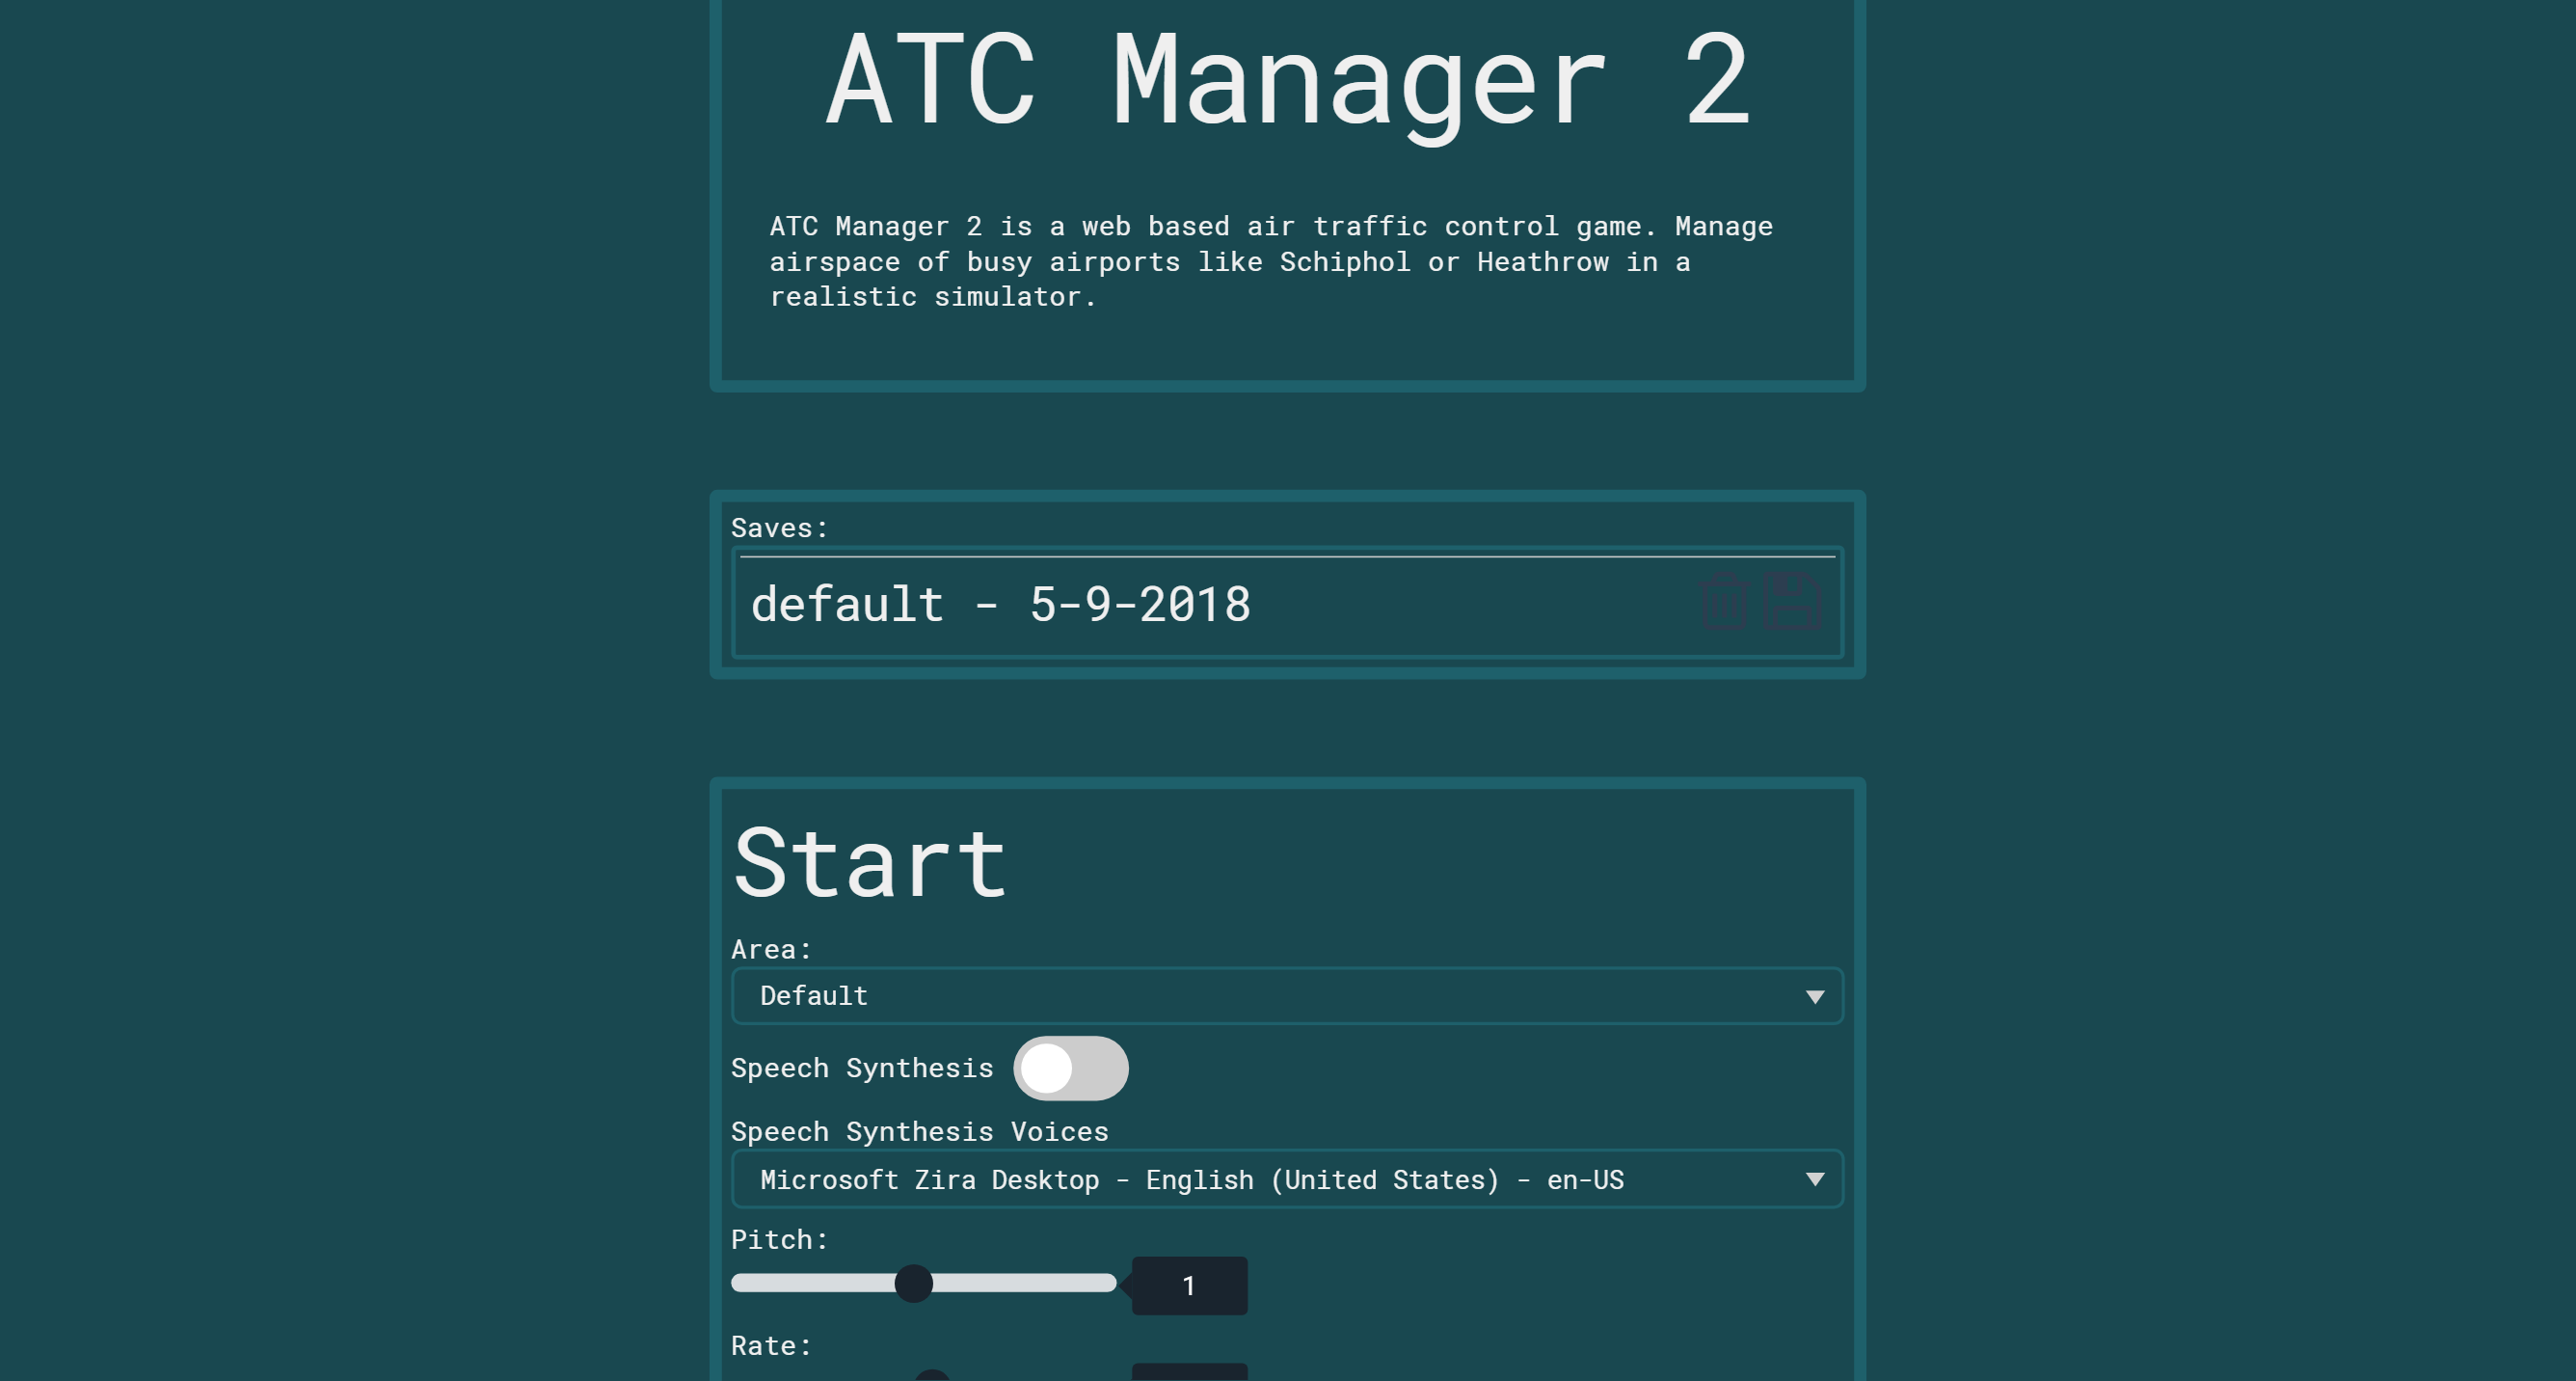 ATC Manager 2
ATC Manager 2 is a web based air traffic control game. Manage
airspace of busy airports like Schiphol or Heathrow in a
realistic simulator.
Saves:
default - 5-9-2018
Start
Area:
Default
Speech Synthesis
Speech Synthesis Voices
Microsoft Zira Desktop - English (United States) - en-US
Pitch:
1
Rate: